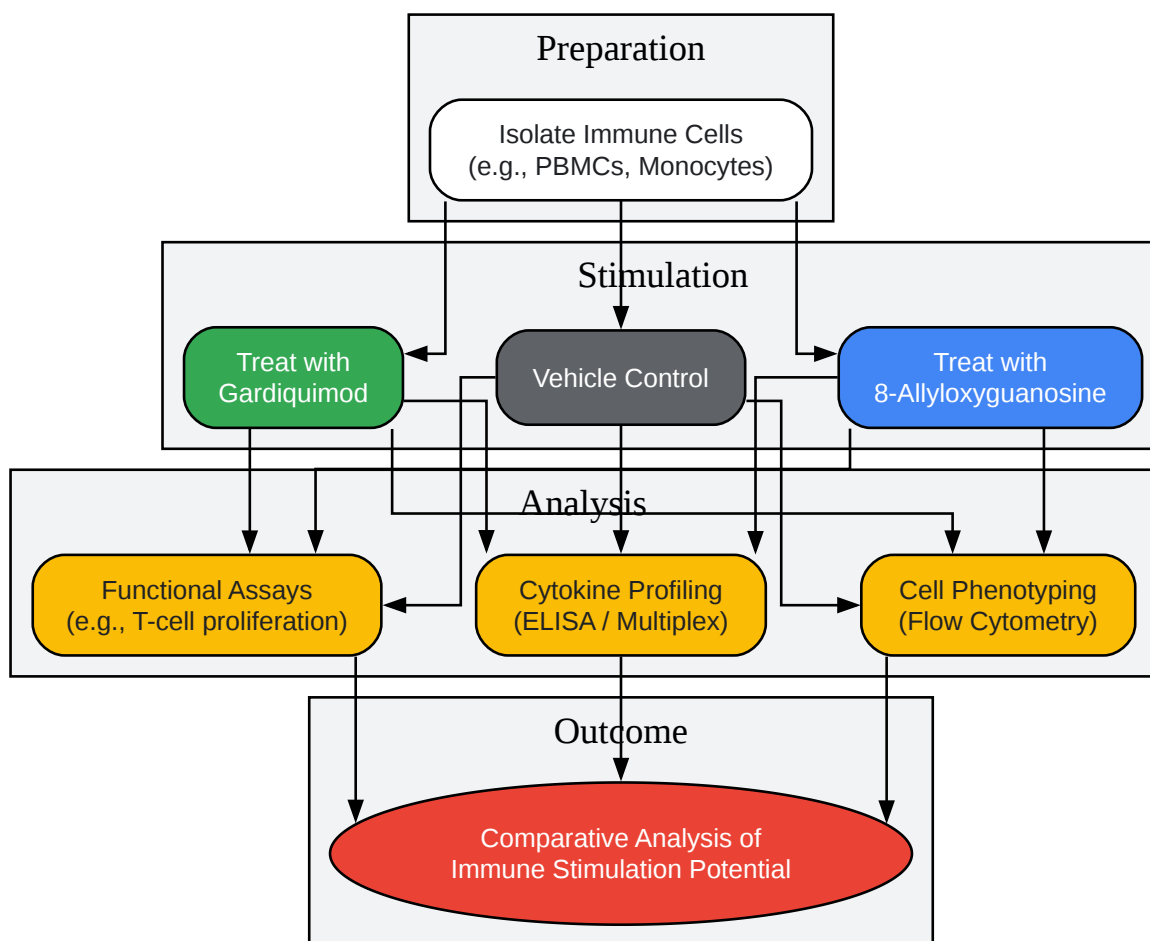 Preparation
Isolate Immune Cells
(e.g., PBMCs, Monocytes)
Stimulation
Treat with
Gardiquimod
Vehicle Control
Treat with
8-Allyloxyguanosine
Analysis
Functional Assays
(e.g., T-cell proliferation)
Cytokine Profiling
(ELISA / Multiplex)
Cell Phenotyping
(Flow Cytometry)
Outcome
Comparative Analysis of
Immune Stimulation Potential